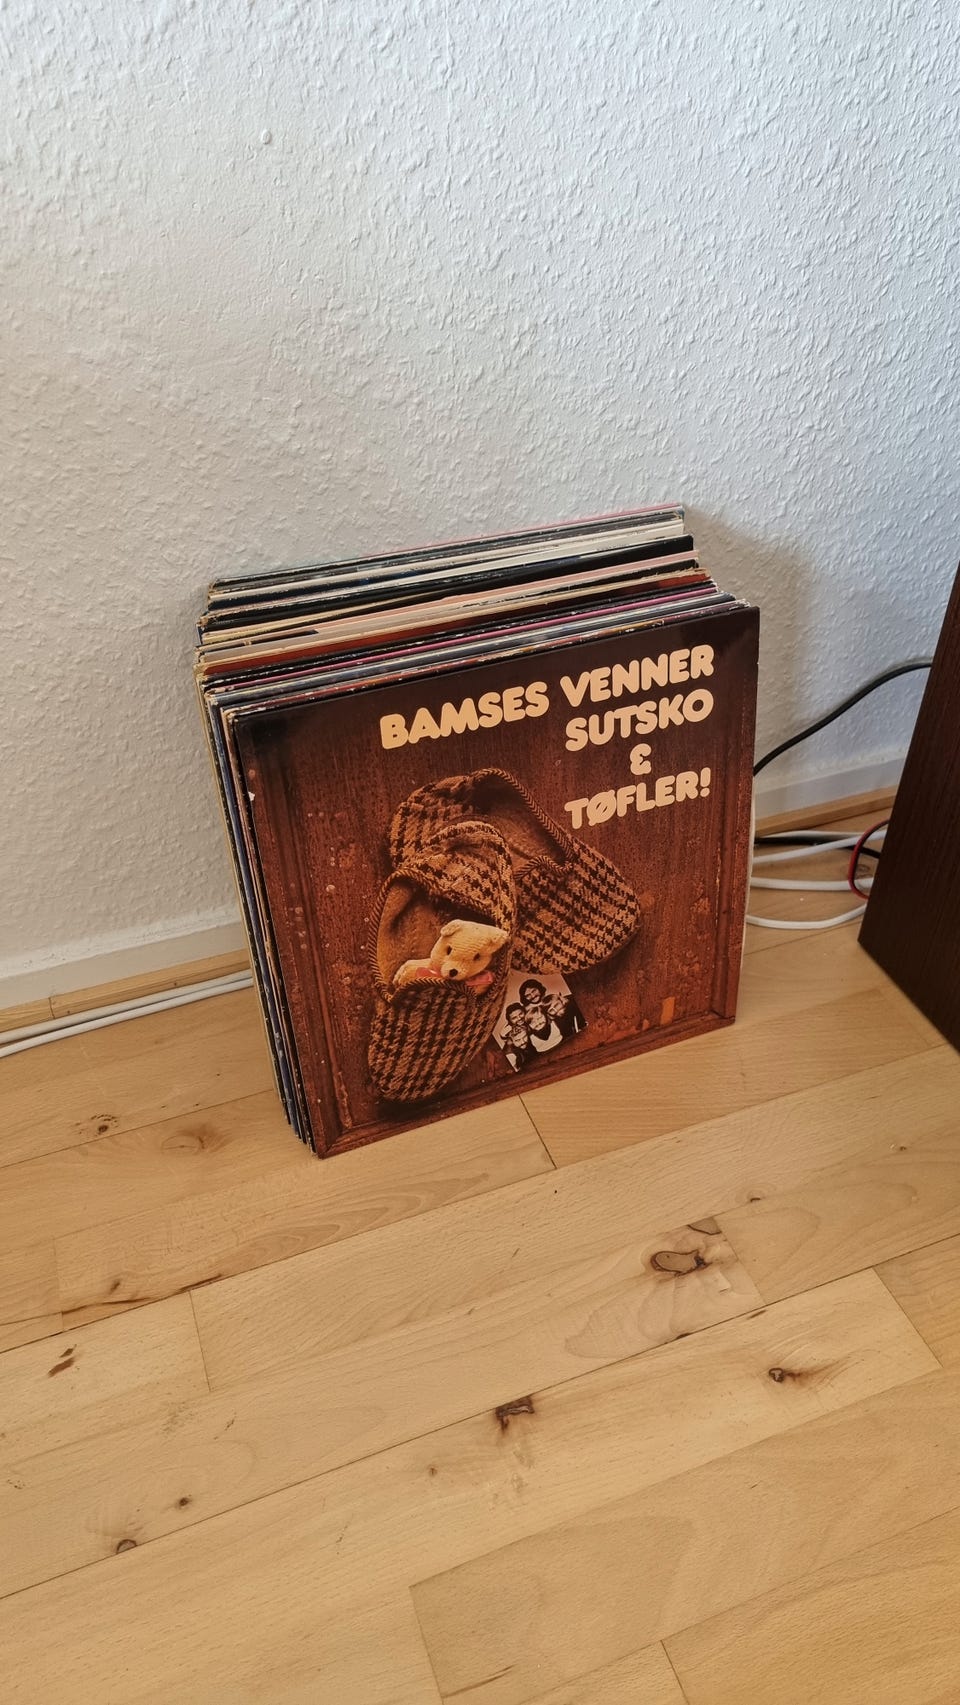 BAMSES VENNER
SUTSKO
&
TØFLER!